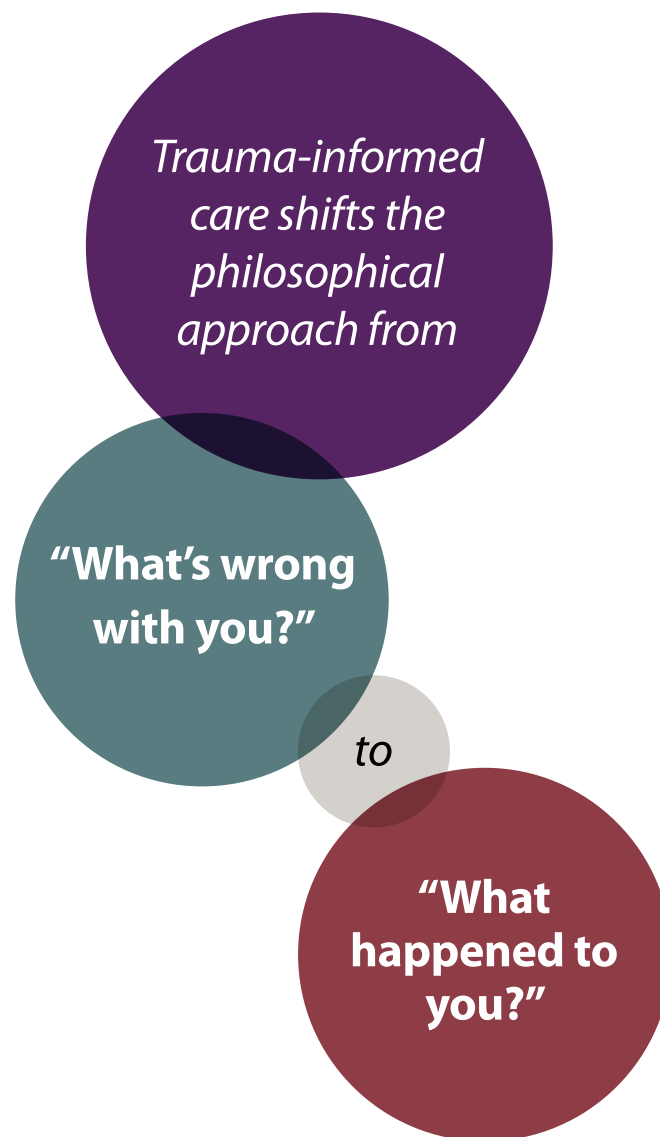 Trauma-informed
care shifts the
philosophical
approach from
“What’s wrong
with you?”
to
“What
happened to
you?”